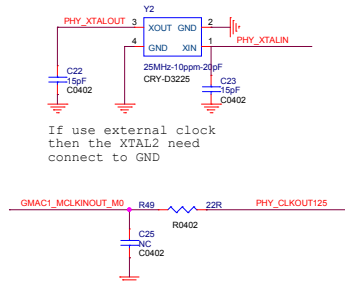 Y2
PHY_XTALOUT 3 XOUT GND 2
4 GND XIN 1 PHY_XTALIN
25MHz-10ppm-20pF
CRY-D3225
C22
15pF
C0402
C23
15pF
C0402
If use external clock
then the XTAL2 need
connect to GND
GMAC1_MCLKINOUT_M0 R49 22R PHY_CLKOUT125
R0402
C25
NC
C0402